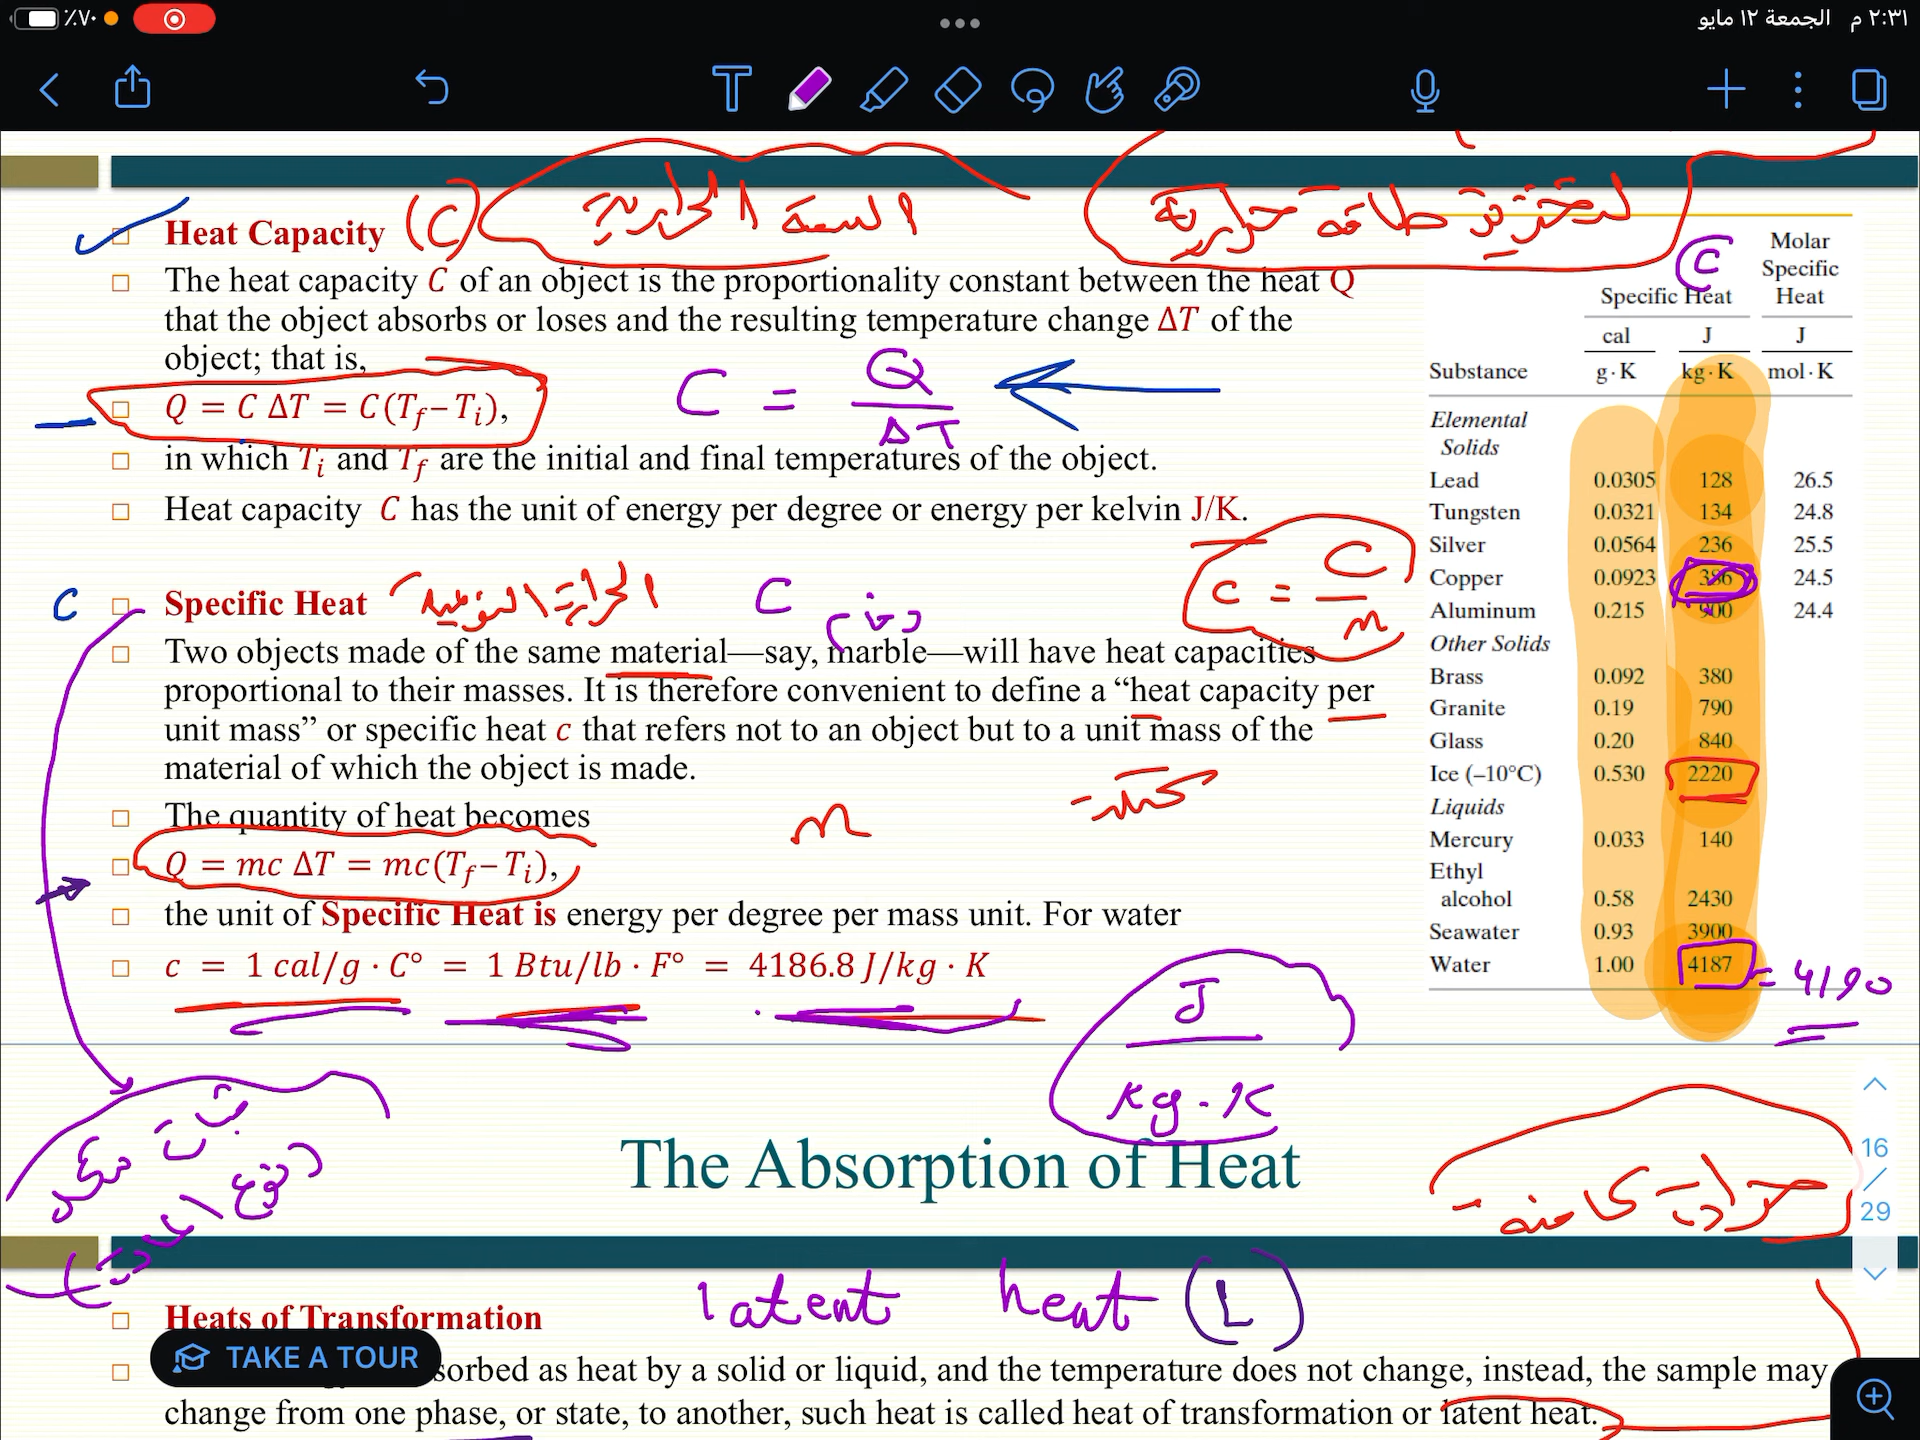 ٪٧٠
٢:٣١ م الجمعة ١٢ مايو
Heat Capacity (C) السعة الحرارية
لتخزين طاقة حرارية
The heat capacity C of an object is the proportionality constant between the heat Q
that the object absorbs or loses and the resulting temperature change ΔT of the
object; that is,
Q = C ΔT = C(Tf − Ti),
C = Q / ΔT
in which Ti and Tf are the initial and final temperatures of the object.
Heat capacity C has the unit of energy per degree or energy per kelvin J/K.
c = C / m
c
Specific Heat الحرارة النوعية C
Two objects made of the same material—say, marble—will have heat capacities
proportional to their masses. It is therefore convenient to define a “heat capacity per
unit mass” or specific heat c that refers not to an object but to a unit mass of the
material of which the object is made.
The quantity of heat becomes
m كتلة
Q = mc ΔT = mc(Tf − Ti),
the unit of Specific Heat is energy per degree per mass unit. For water
c = 1 cal/g · C° = 1 Btu/lb · F° = 4186.8 J/kg · K
J / kg · K
C
Molar
Specific
Specific Heat Heat
cal J J
Substance g · K kg · K mol · K
Elemental
Solids
Lead 0.0305 128 26.5
Tungsten 0.0321 134 24.8
Silver 0.0564 236 25.5
Copper 0.0923 386 24.5
Aluminum 0.215 900 24.4
Other Solids
Brass 0.092 380
Granite 0.19 790
Glass 0.20 840
Ice (–10°C) 0.530 2220
Liquids
Mercury 0.033 140
Ethyl
alcohol 0.58 2430
Seawater 0.93 3900
Water 1.00 4187 = 4190
The Absorption of Heat
حرارة كامنة
16
/
29
latent heat (L)
Heats of Transformation
TAKE A TOUR
sorbed as heat by a solid or liquid, and the temperature does not change, instead, the sample may
change from one phase, or state, to another, such heat is called heat of transformation or latent heat.